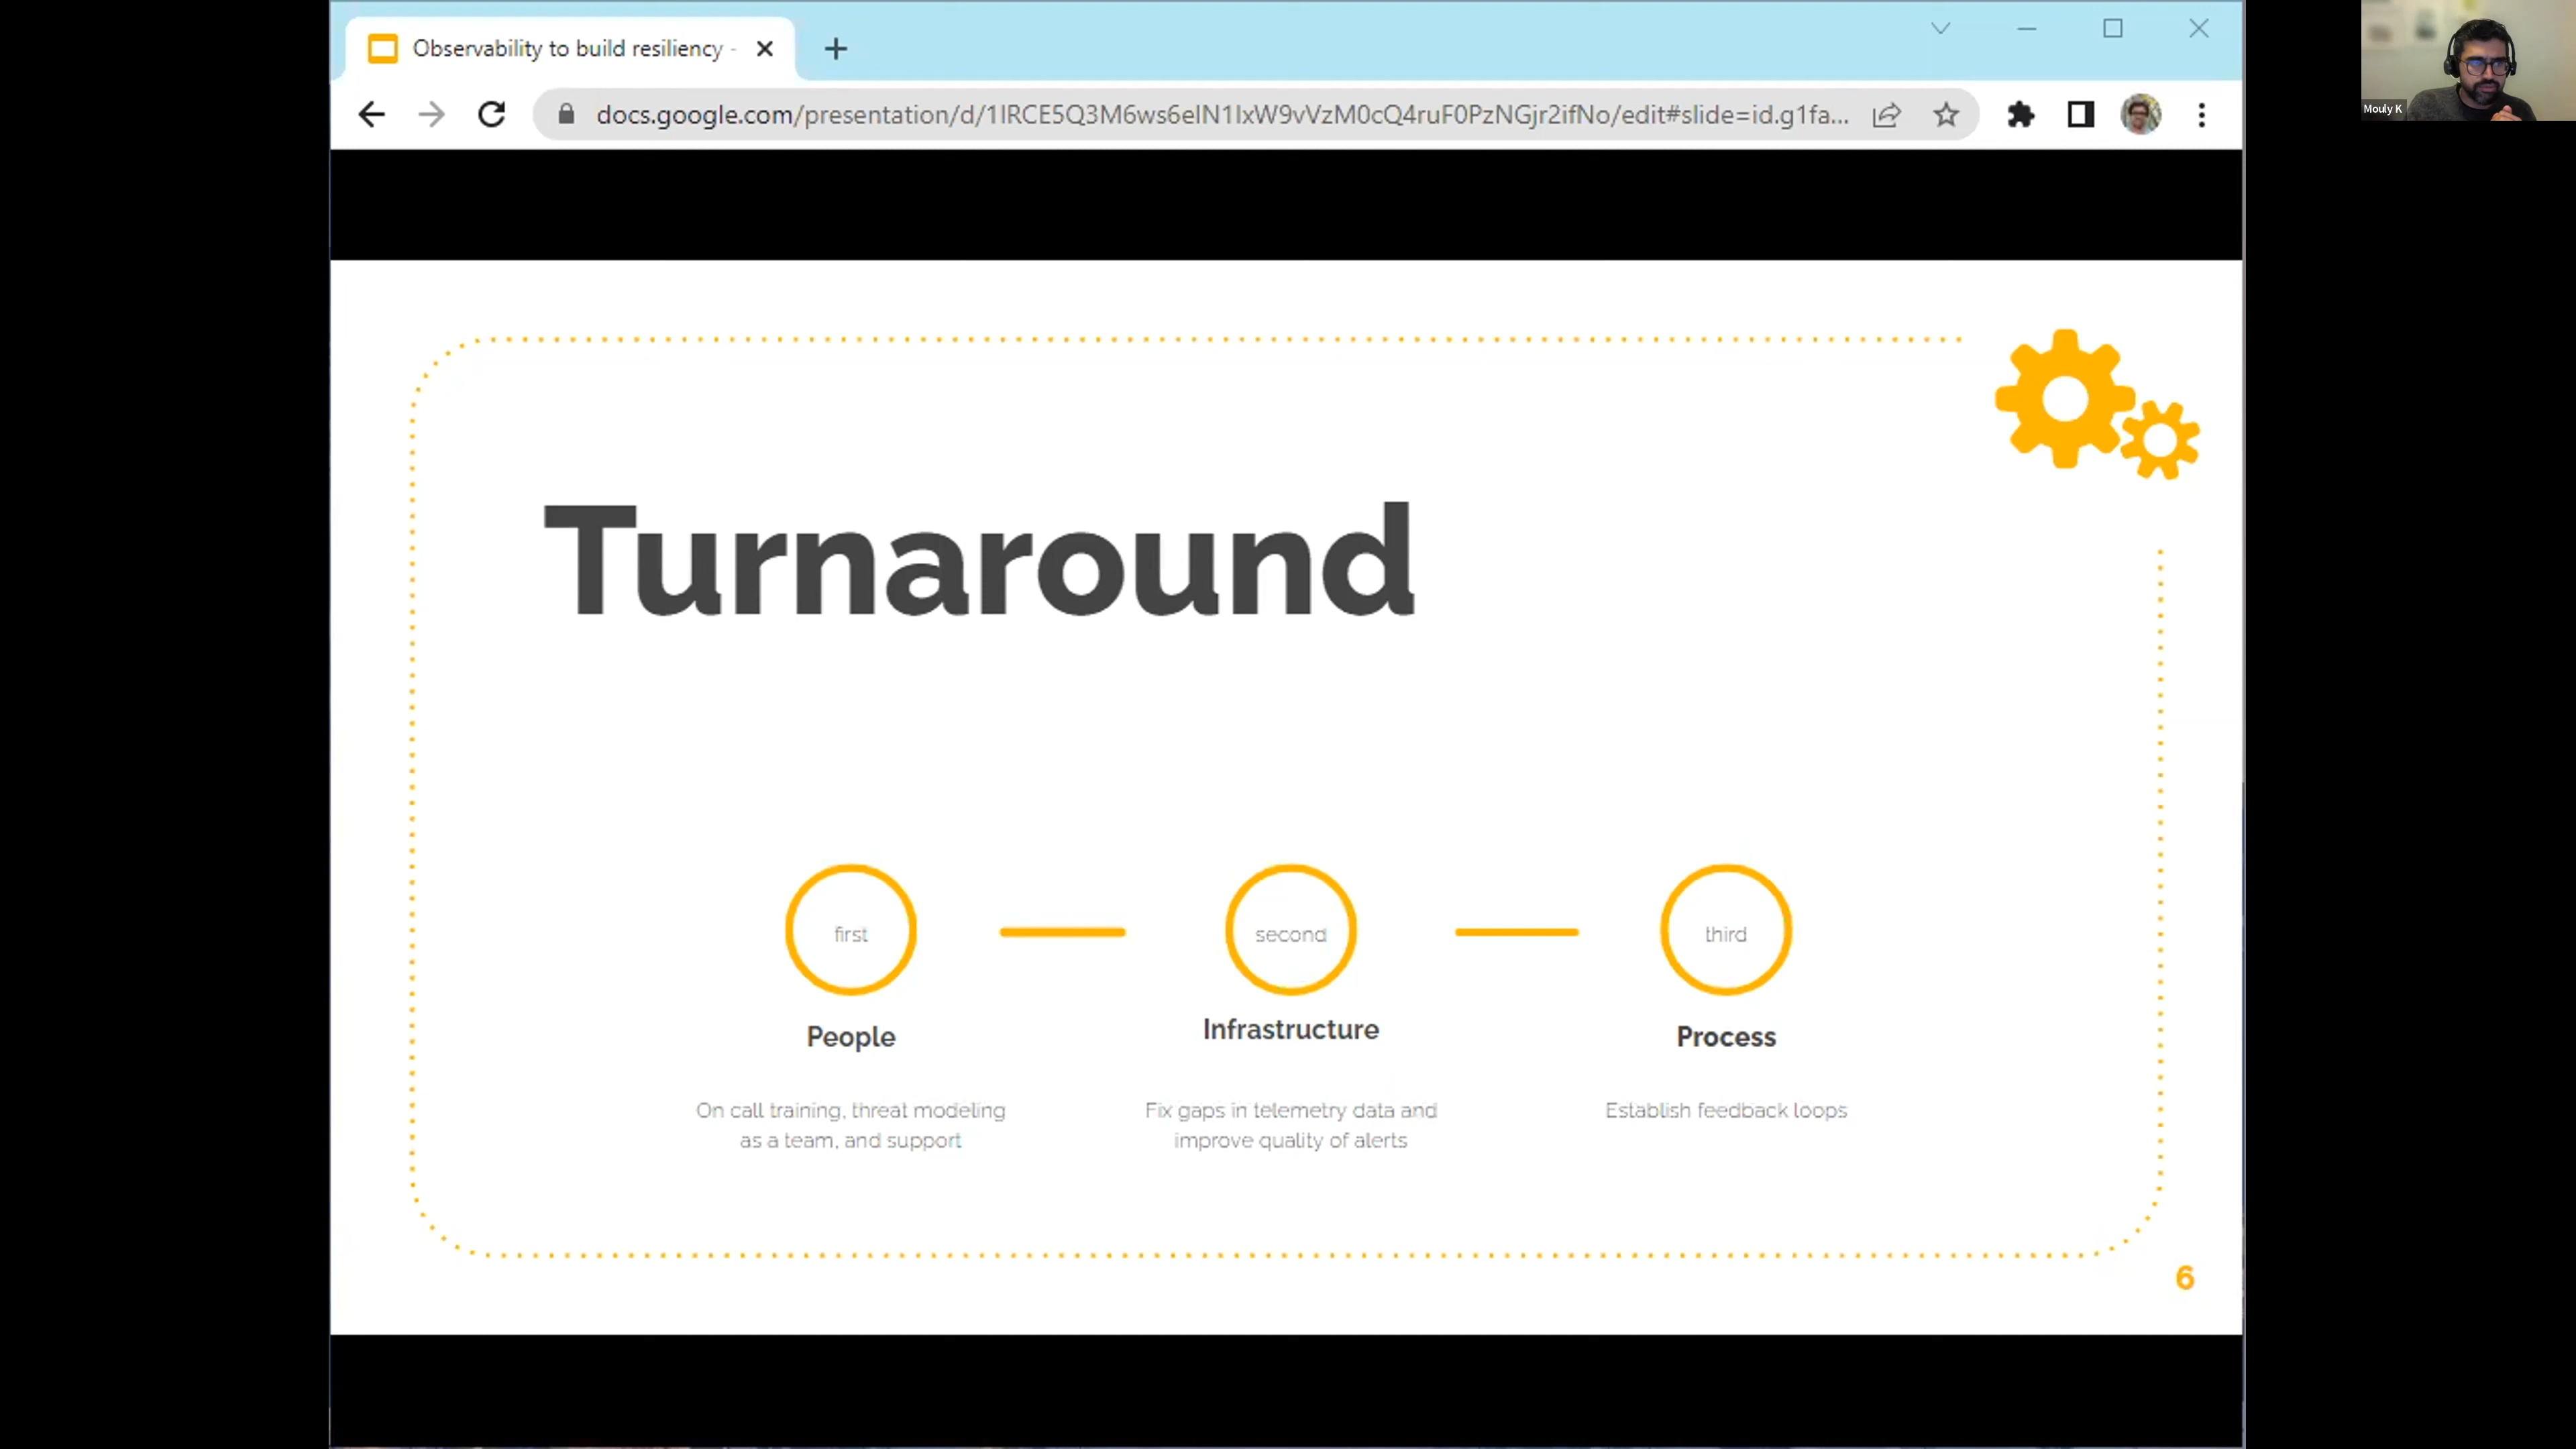 Observability to build resiliency -
docs.google.com/presentation/d/1IRCE5Q3M6ws6elN1IxW9vVzM0cQ4ruF0PzNGjr2ifNo/edit#slide=id.g1fa...
Mouly K
Turnaround
first
second
third
People
Infrastructure
Process
On call training, threat modeling
as a team, and support
Fix gaps in telemetry data and
improve quality of alerts
Establish feedback loops
6